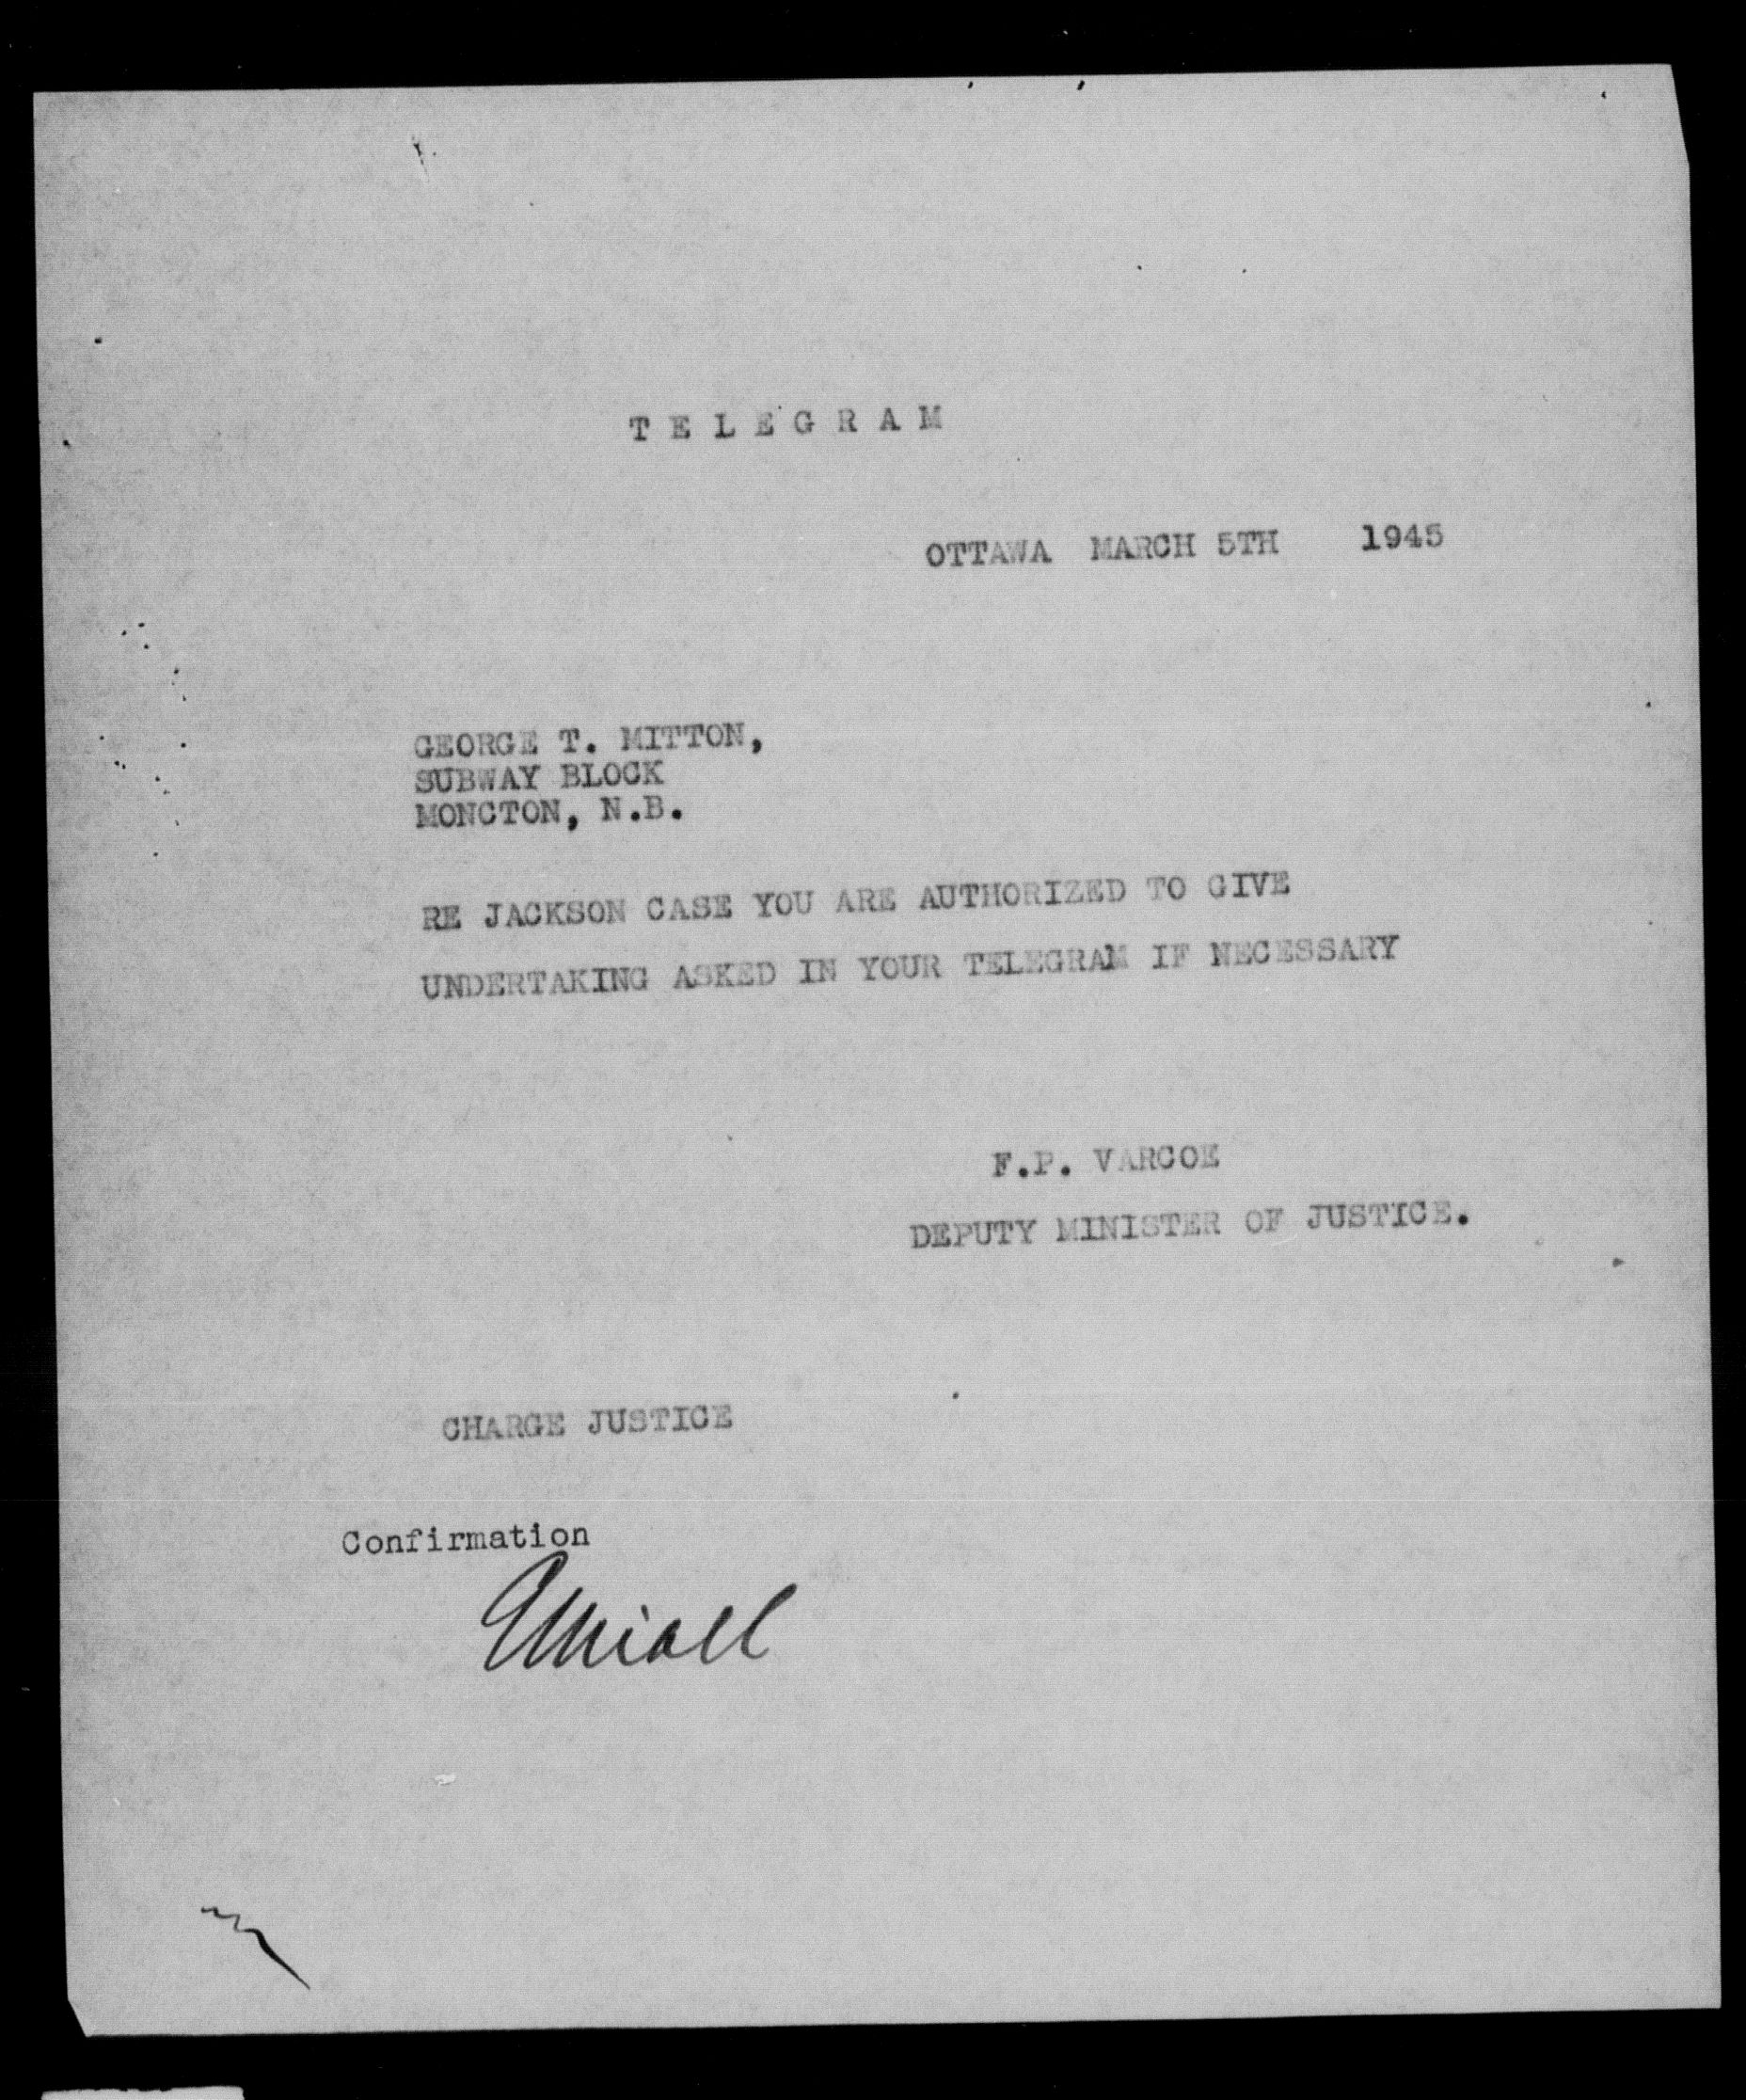 T E L E G R A M
OTTAWA MARCH 5TH 1945
GEORGE T. MITTON,
SUBWAY BLOCK
MONCTON, N.B.
RE JACKSON CASE YOU ARE AUTHORIZED TO GIVE
UNDERTAKING ASKED IN YOUR TELEGRAM IF NECESSARY
F.P. VARCOE
DEPUTY MINISTER OF JUSTICE.
CHARGE JUSTICE
Confirmation